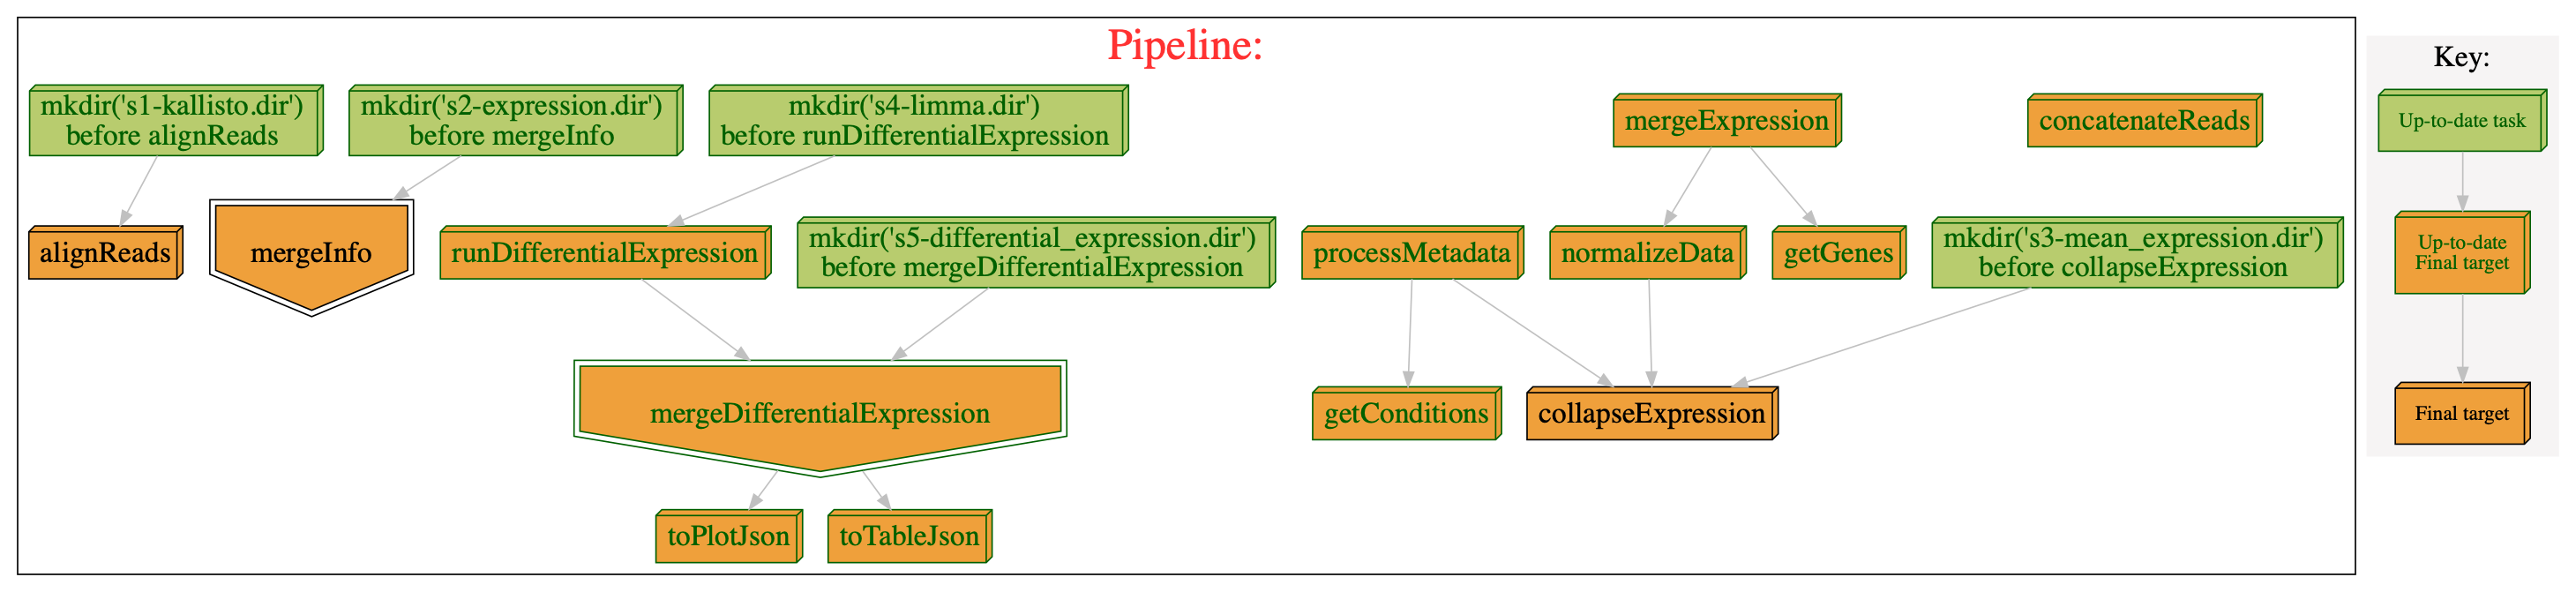 Pipeline:
mkdir('s1-kallisto.dir')
before alignReads
mkdir('s2-expression.dir')
before mergeInfo
mkdir('s4-limma.dir')
before runDifferentialExpression
mergeExpression
concatenateReads
alignReads
mergeInfo
runDifferentialExpression
mkdir('s5-differential_expression.dir')
before mergeDifferentialExpression
processMetadata
normalizeData
getGenes
mkdir('s3-mean_expression.dir')
before collapseExpression
mergeDifferentialExpression
getConditions
collapseExpression
toPlotJson
toTableJson
Key:
Up-to-date task
Up-to-date
Final target
Final target